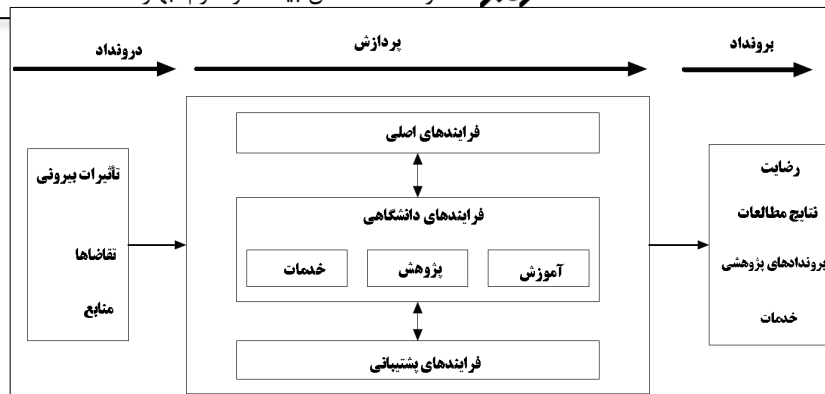 درونداد
پردازش
برونداد
تأثیرات بیرونی
تقاضاها
منابع
فرایندهای اصلی
فرایندهای دانشگاهی
آموزش
پژوهش
خدمات
فرایندهای پشتیبانی
رضایت
نتایج مطالعات
بروندادهای پژوهشی
خدمات